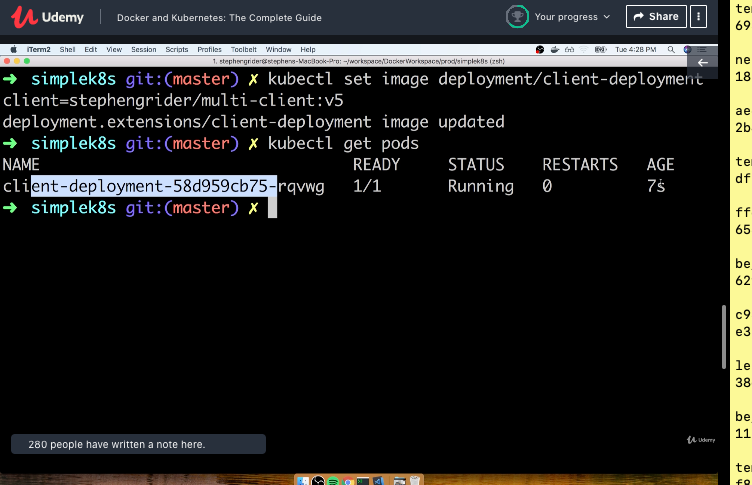 Udemy
Docker and Kubernetes: The Complete Guide
Your progress
Share
iTerm2 Shell Edit View Session Scripts Profiles Toolbelt Window Help
Tue 4:28 PM
1. stephengrider@stephens-MacBook-Pro: ~/workspace/DockerWorkspace/prod/simplek8s (zsh)
➜ simplek8s git:(master) ✗ kubectl set image deployment/client-deployment
client=stephengrider/multi-client:v5
deployment.extensions/client-deployment image updated
➜ simplek8s git:(master) ✗ kubectl get pods
NAME READY STATUS RESTARTS AGE
client-deployment-58d959cb75-rqvwg 1/1 Running 0 7s
➜ simplek8s git:(master) ✗
280 people have written a note here.
Udemy
69
ne
18
ae
2b
df
ff
65
be
62
c9
e3
le
38
be
11